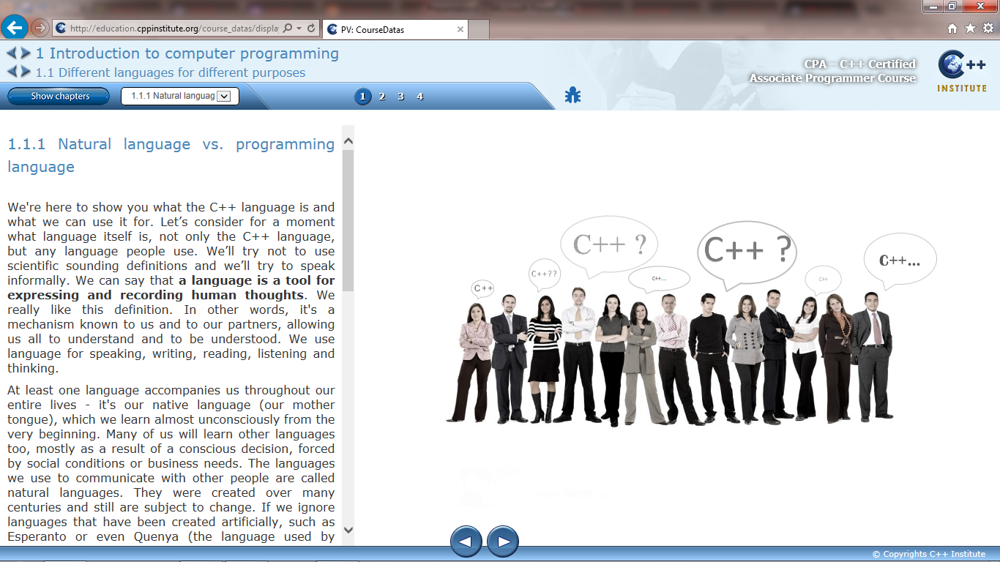 http://education.cppinstitute.org/course_datas/displa
PV: CourseDatas
1 Introduction to computer programming
1.1 Different languages for different purposes
CPA – C++ Certified
Associate Programmer Course
C++
INSTITUTE
Show chapters
1.1.1 Natural languag
1 2 3 4
1.1.1 Natural language vs. programming
language
We're here to show you what the C++ language is and
what we can use it for. Let’s consider for a moment
what language itself is, not only the C++ language,
but any language people use. We’ll try not to use
scientific sounding definitions and we’ll try to speak
informally. We can say that a language is a tool for
expressing and recording human thoughts. We
really like this definition. In other words, it's a
mechanism known to us and to our partners, allowing
us all to understand and to be understood. We use
language for speaking, writing, reading, listening and
thinking.
At least one language accompanies us throughout our
entire lives - it's our native language (our mother
tongue), which we learn almost unconsciously from the
very beginning. Many of us will learn other languages
too, mostly as a result of a conscious decision, forced
by social conditions or business needs. The languages
we use to communicate with other people are called
natural languages. They were created over many
centuries and still are subject to change. If we ignore
languages that have been created artificially, such as
Esperanto or even Quenya (the language used by
C++
C++??
C++ ?
C++....
C++ ?
C++
C++...
© Copyrights C++ Institute